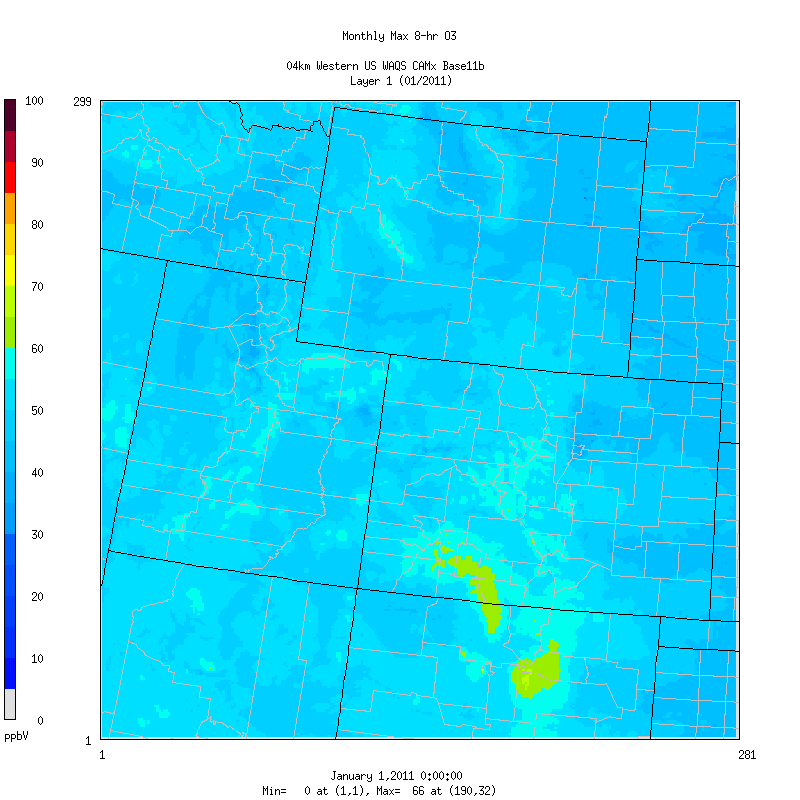 Monthly Max 8-hr O3
04km Western US WAQS CAMx Base11b
Layer 1 (01/2011)
299
100
90
80
70
60
50
40
30
20
10
0
ppbV
1
1
281
January 1,2011 0:00:00
Min= 0 at (1,1), Max= 66 at (190,32)